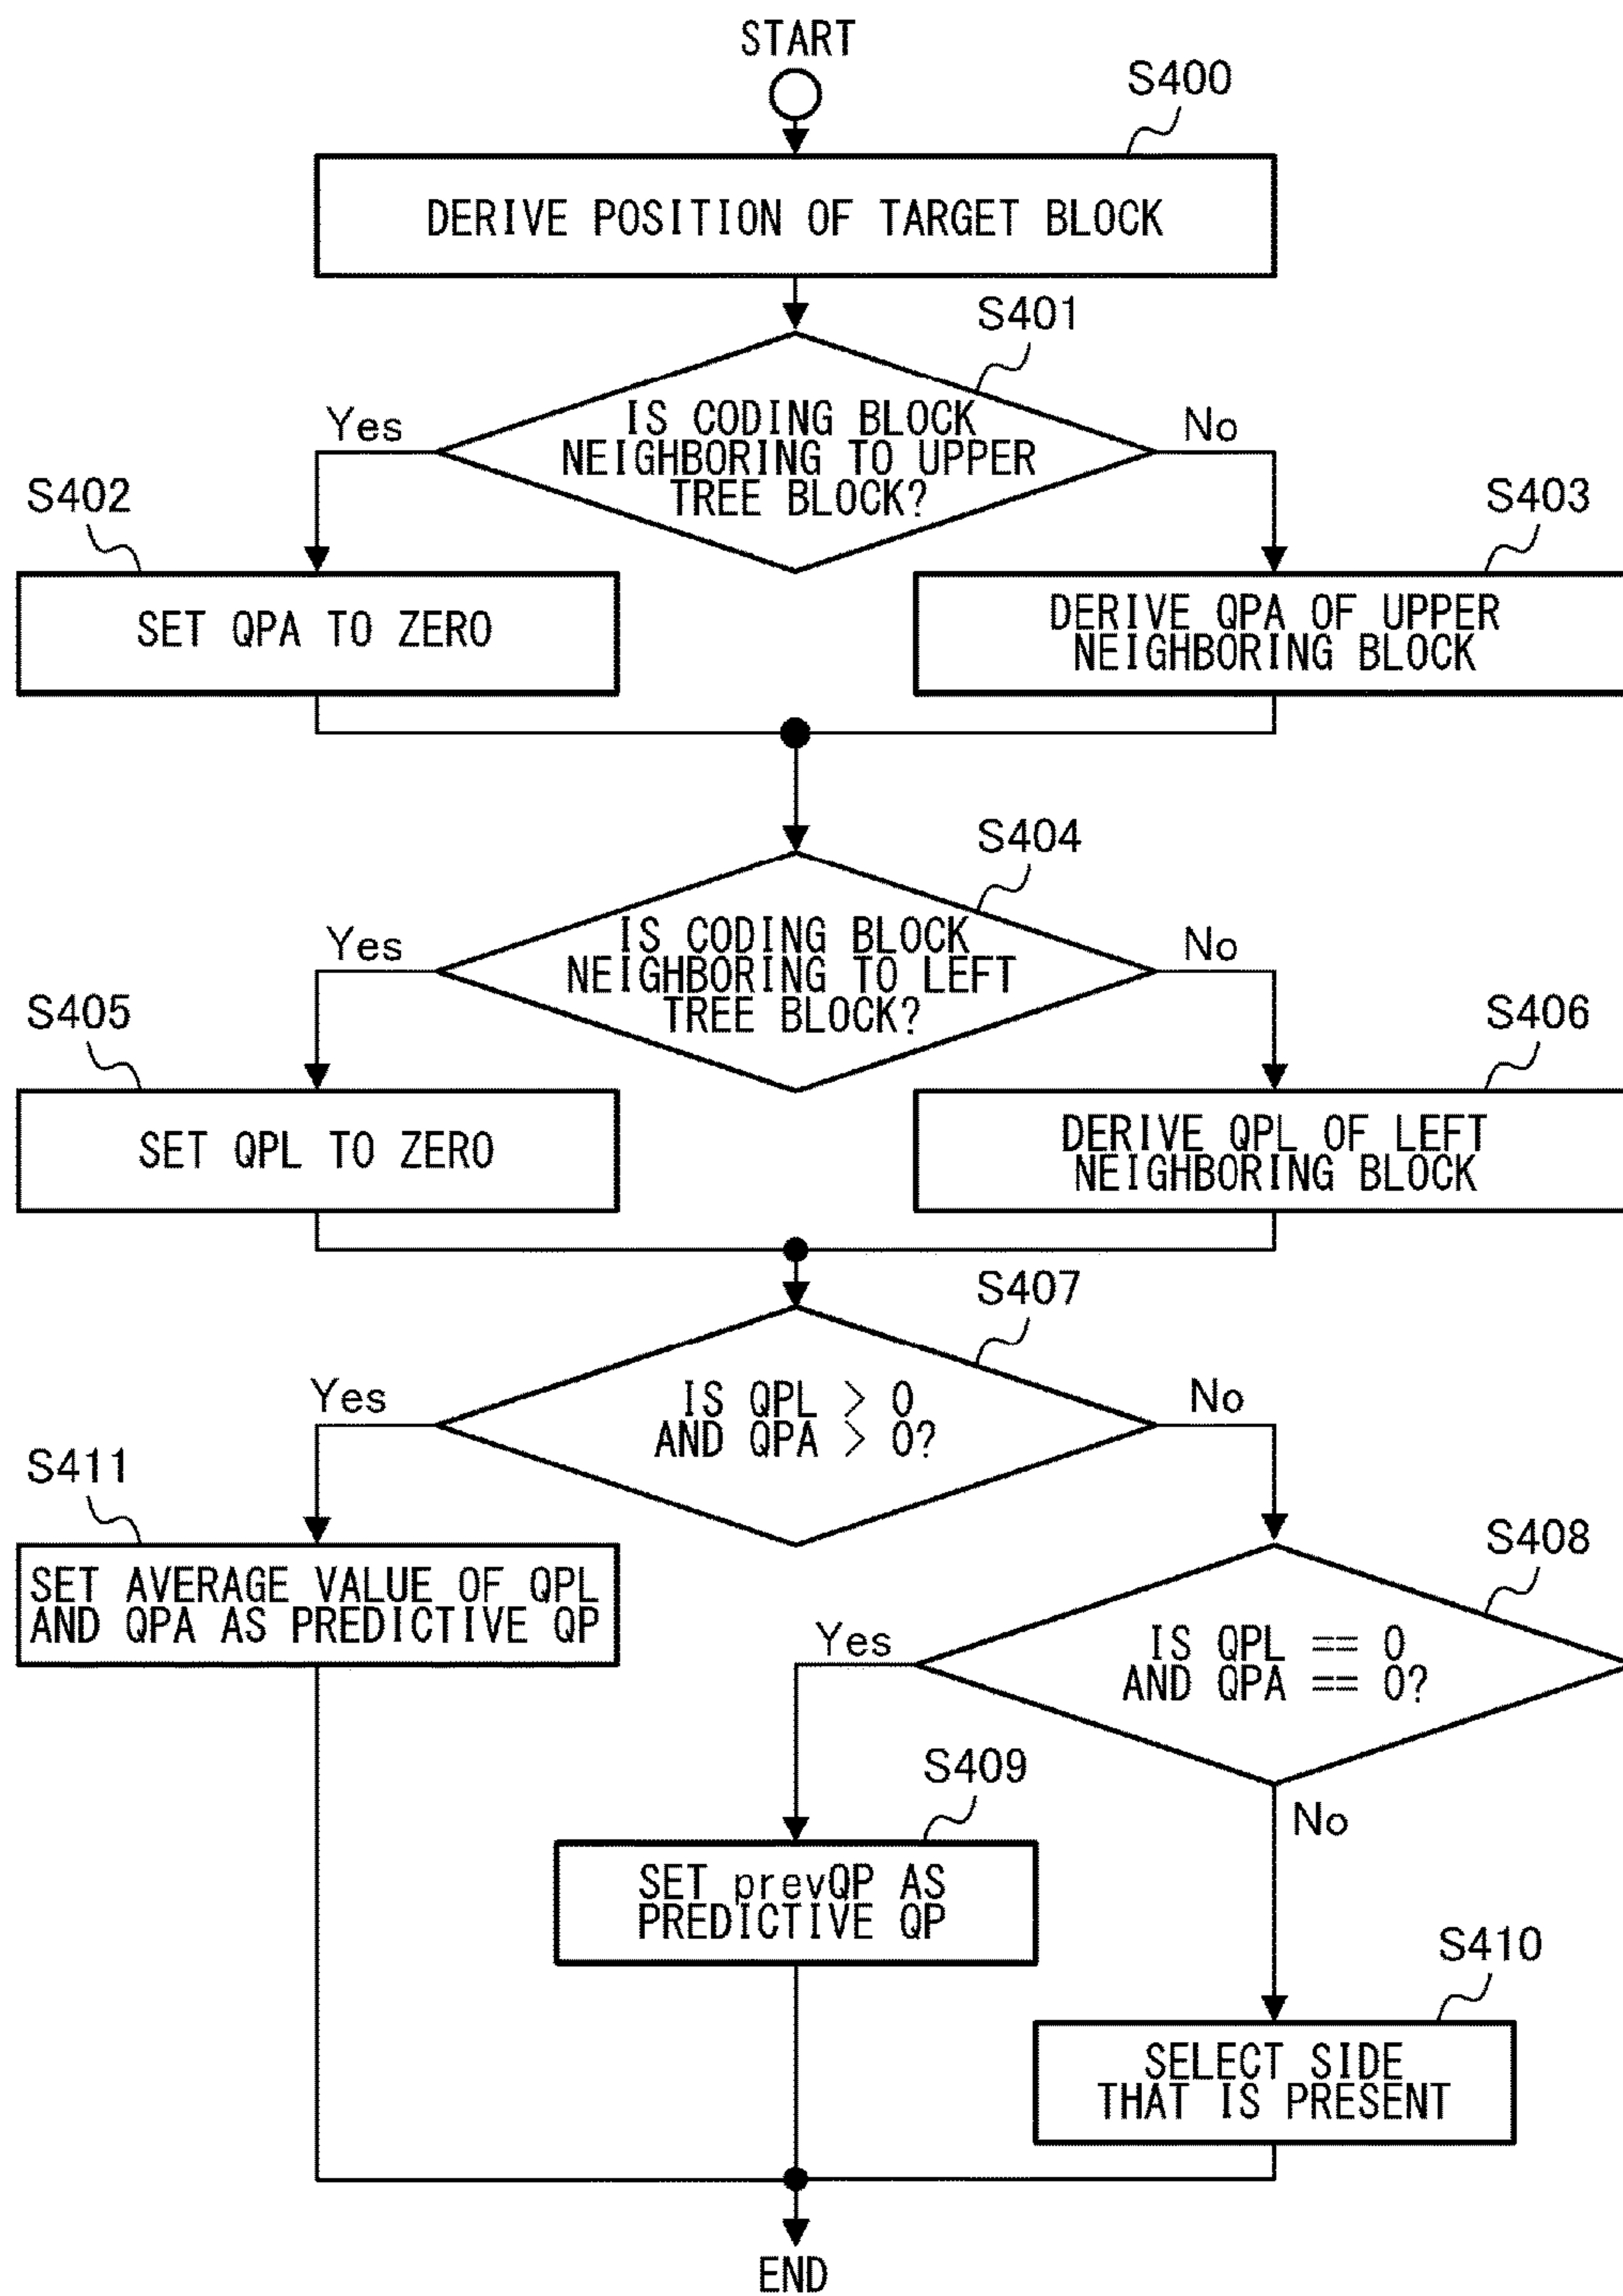 START
S400
DERIVE POSITION OF TARGET BLOCK
S401
IS CODING BLOCK
NEIGHBORING TO UPPER
TREE BLOCK?
Yes
No
S402
SET QPA TO ZERO
S403
DERIVE QPA OF UPPER
NEIGHBORING BLOCK
S404
IS CODING BLOCK
NEIGHBORING TO LEFT
TREE BLOCK?
Yes
No
S405
SET QPL TO ZERO
S406
DERIVE QPL OF LEFT
NEIGHBORING BLOCK
S407
IS QPL > 0
AND QPA > 0?
Yes
No
S411
SET AVERAGE VALUE OF QPL
AND QPA AS PREDICTIVE QP
S408
IS QPL == 0
AND QPA == 0?
Yes
No
S409
SET prevQP AS
PREDICTIVE QP
S410
SELECT SIDE
THAT IS PRESENT
END